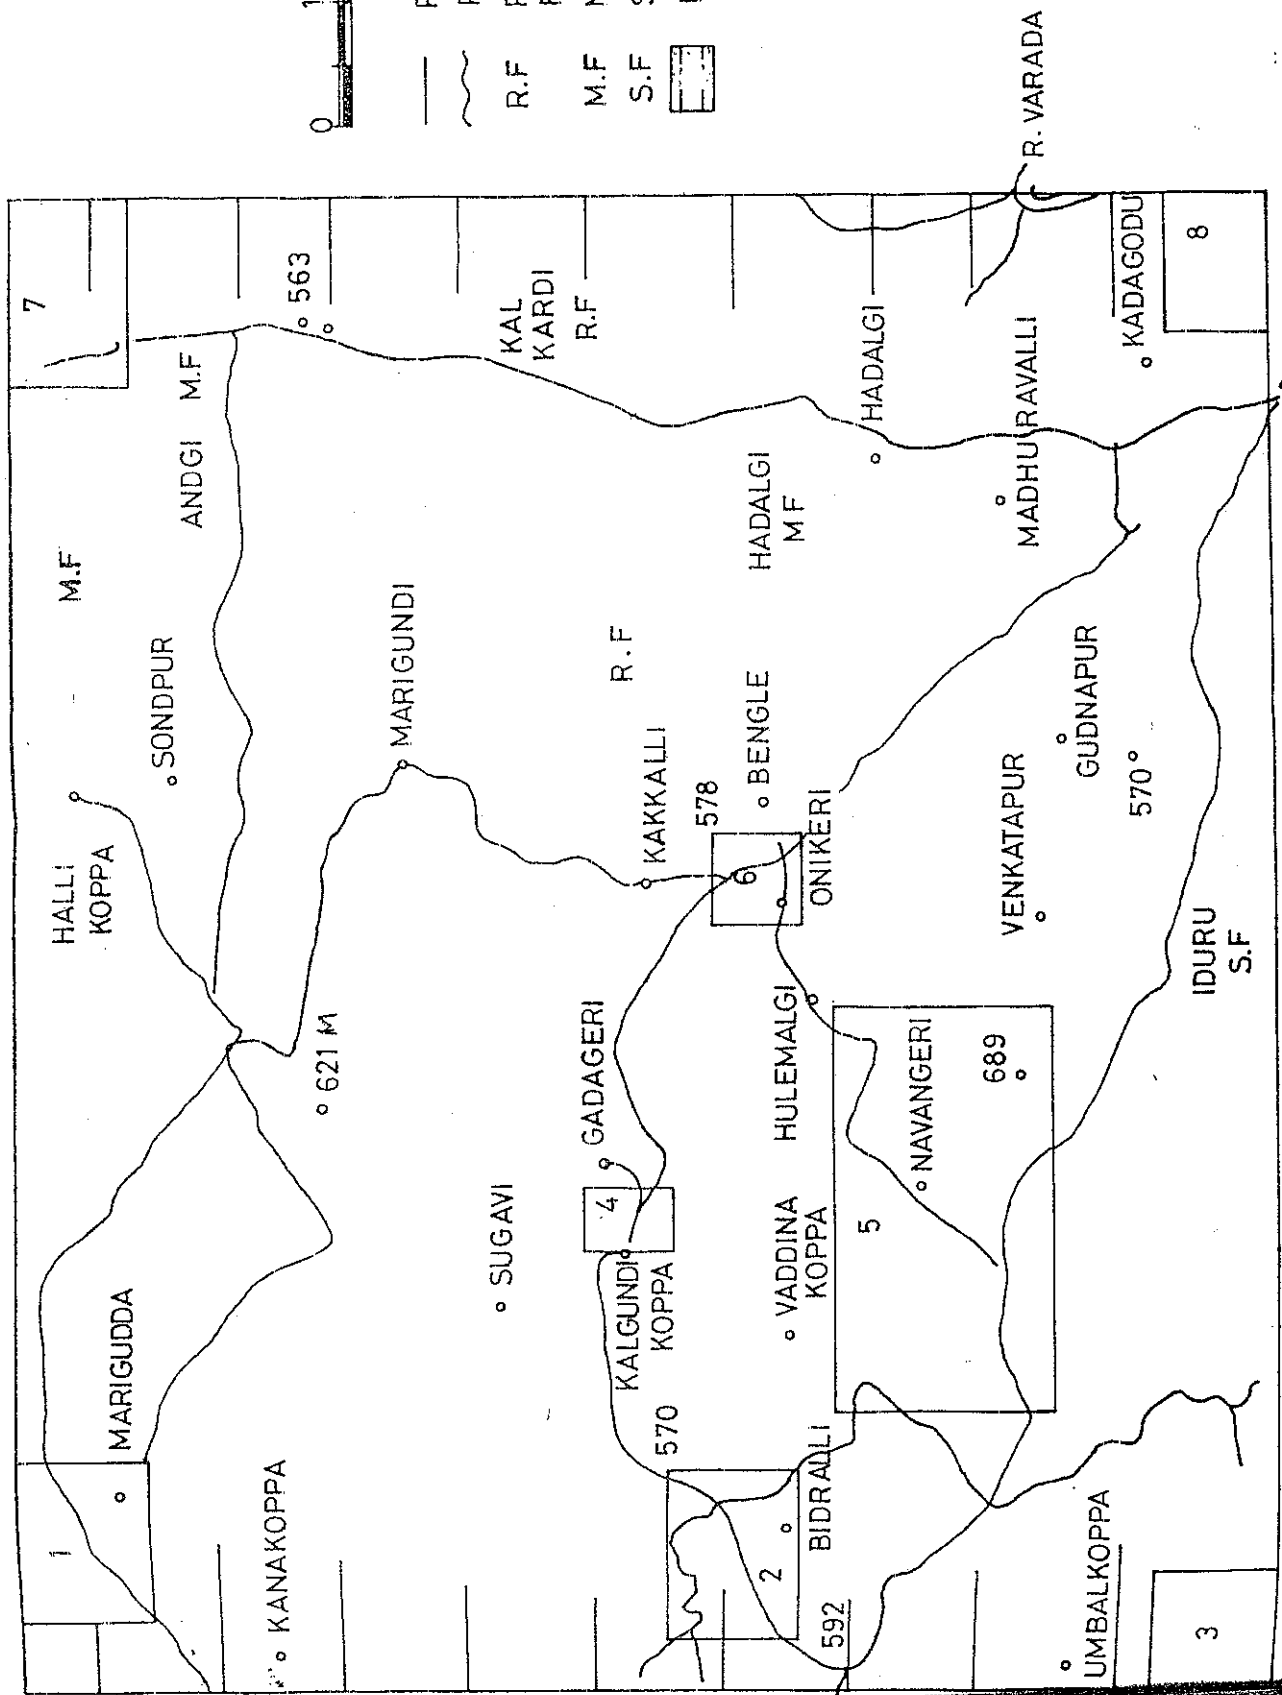 1
MARIGUDDA
HALLI
KOPPA
M.F
7
SONDPUR
ANDGI M.F
KANAKOPPA
621 M
563
MARIGUNDI
SUGAVI
KAL
KARDI
R.F
GADAGERI
4
KALGUNDI
KOPPA
R.F
KAKKALLI
570
578
6
BENGLE
HADALGI
M F
2
BIDRALLI
VADDINA
KOPPA
HULEMALGI
ONIKERI
592
5
HADALGI
NAVANGERI
689
VENKATAPUR
MADHURAVALLI
R. VARADA
UMBALKOPPA
GUDNAPUR
570
KADAGODU
3
IDURU
S.F
8
0
1
R.F
M.F
S.F